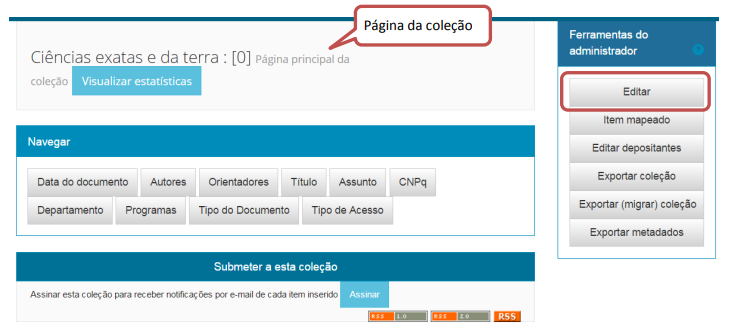 Página da coleção
Ciências exatas e da terra : [0] Página principal da
coleção Visualizar estatísticas
Navegar
Data do documento Autores Orientadores Título Assunto CNPq
Departamento Programas Tipo do Documento Tipo de Acesso
Submeter a esta coleção
Assinar esta coleção para receber notificações por e-mail de cada item inserido Assinar
RSS 1.0 RSS 2.0 RSS
Ferramentas do
administrador
Editar
Item mapeado
Editar depositantes
Exportar coleção
Exportar (migrar) coleção
Exportar metadados